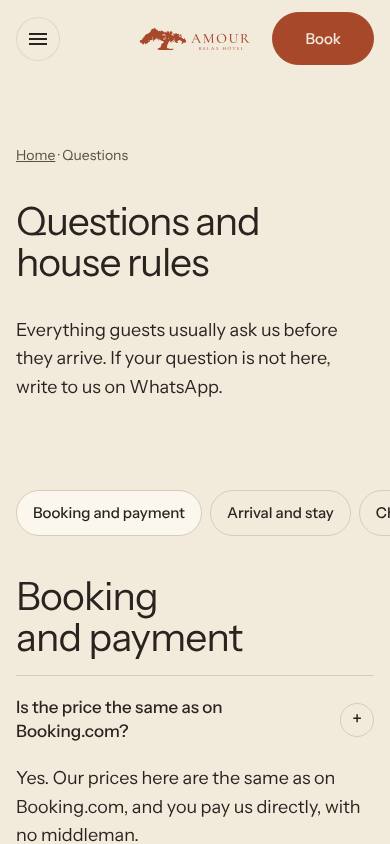 AMOUR
RELAX HOTEL
Book
Home · Questions
Questions and
house rules
Everything guests usually ask us before
they arrive. If your question is not here,
write to us on WhatsApp.
Booking and payment
Arrival and stay
Booking
and payment
Is the price the same as on
Booking.com?
+
Yes. Our prices here are the same as on
Booking.com, and you pay us directly, with
no middleman.